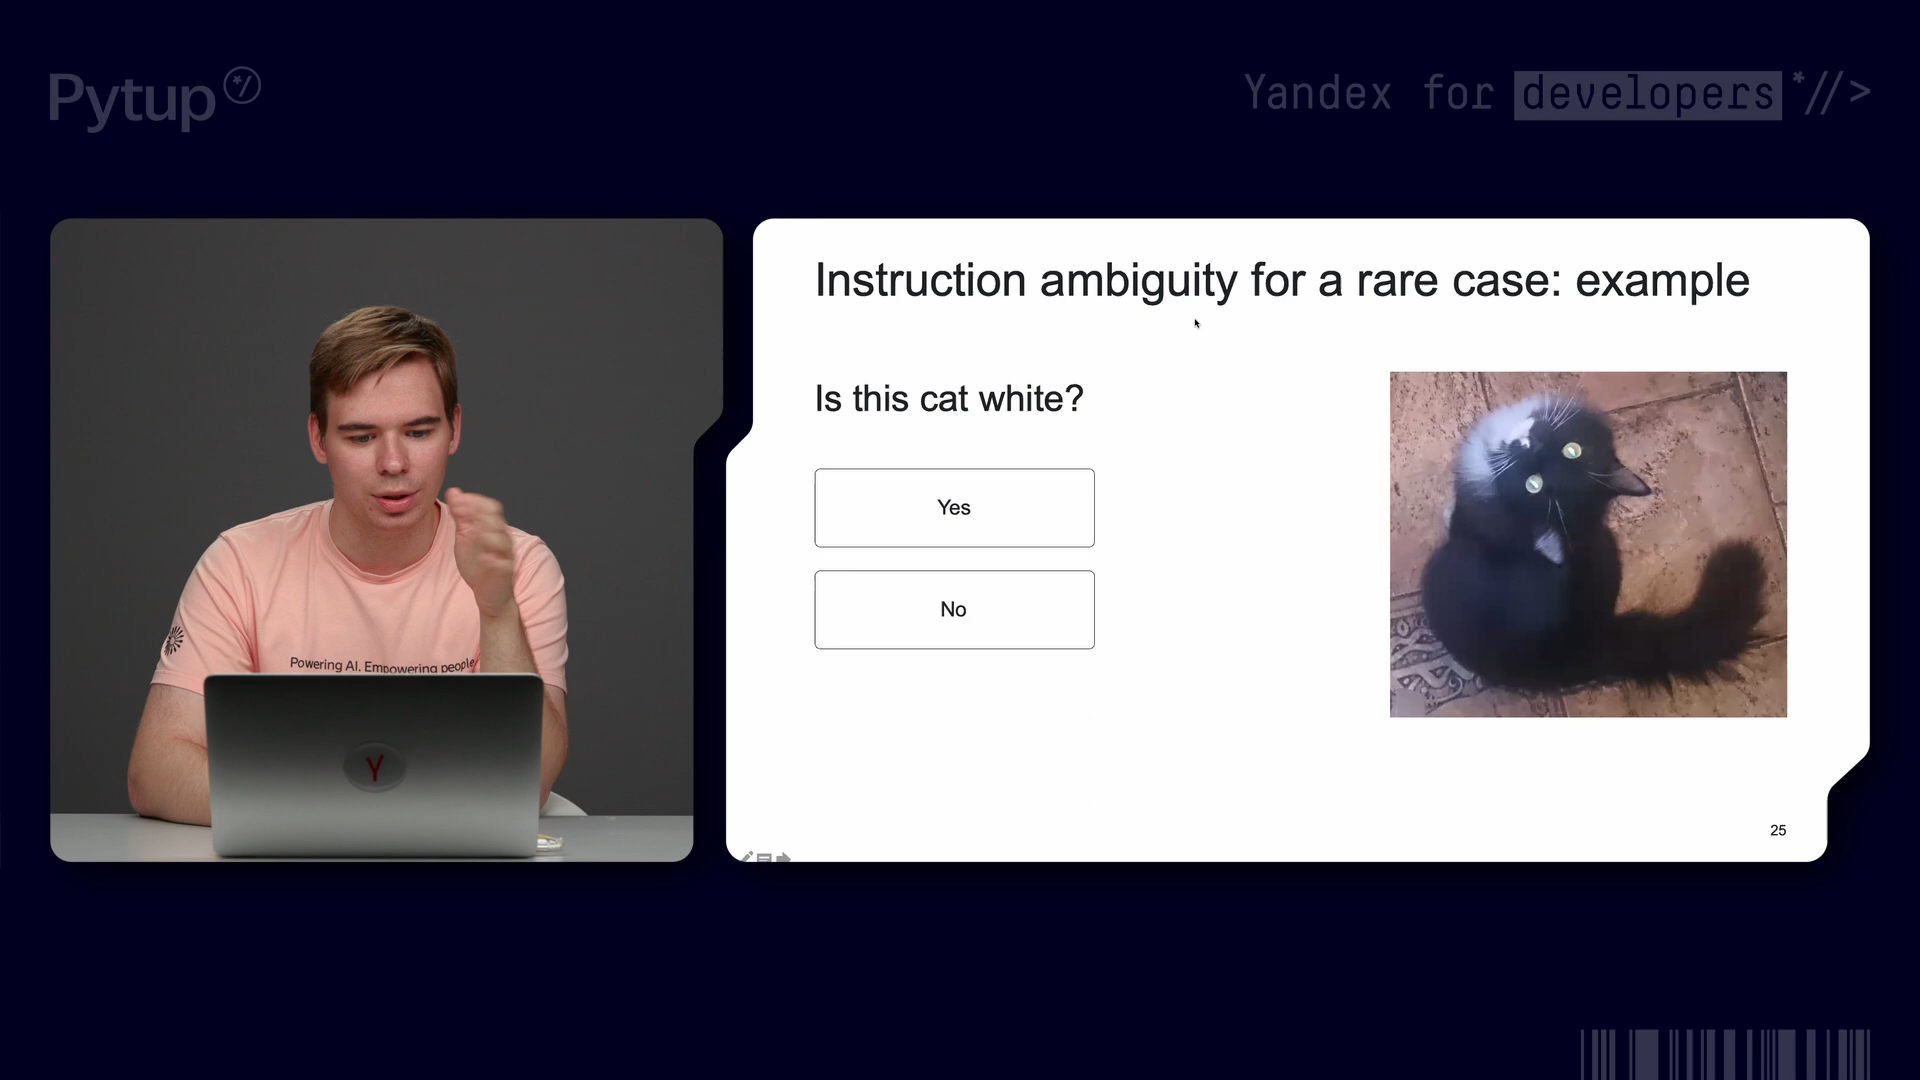 Pytup*/
Yandex for developers*//>
Instruction ambiguity for a rare case: example
Is this cat white?
Yes
No
Powering AI. Empowering people
Y
25